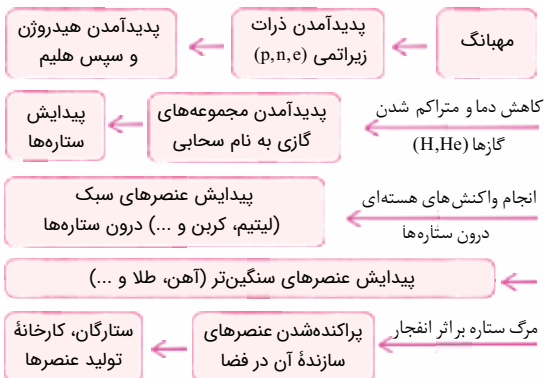 مهبانگ
پدیدآمدن ذرات
زیراتمی (p,n,e)
پدیدآمدن هیدروژن
و سپس هلیم
کاهش دما و متراکم شدن
گازها (H,He)
پدیدآمدن مجموعه‌های
گازی به نام سحابی
پیدایش
ستاره‌ها
انجام واکنش‌های هسته‌ای
درون ستاره‌ها
پیدایش عنصرهای سبک
(لیتیم، کربن و ...) درون ستاره‌ها
پیدایش عنصرهای سنگین‌تر (آهن، طلا و ...)
مرگ ستاره براثر انفجار
پراکنده‌شدن عنصرهای
سازندهٔ آن در فضا
ستارگان، کارخانهٔ
تولید عنصرها